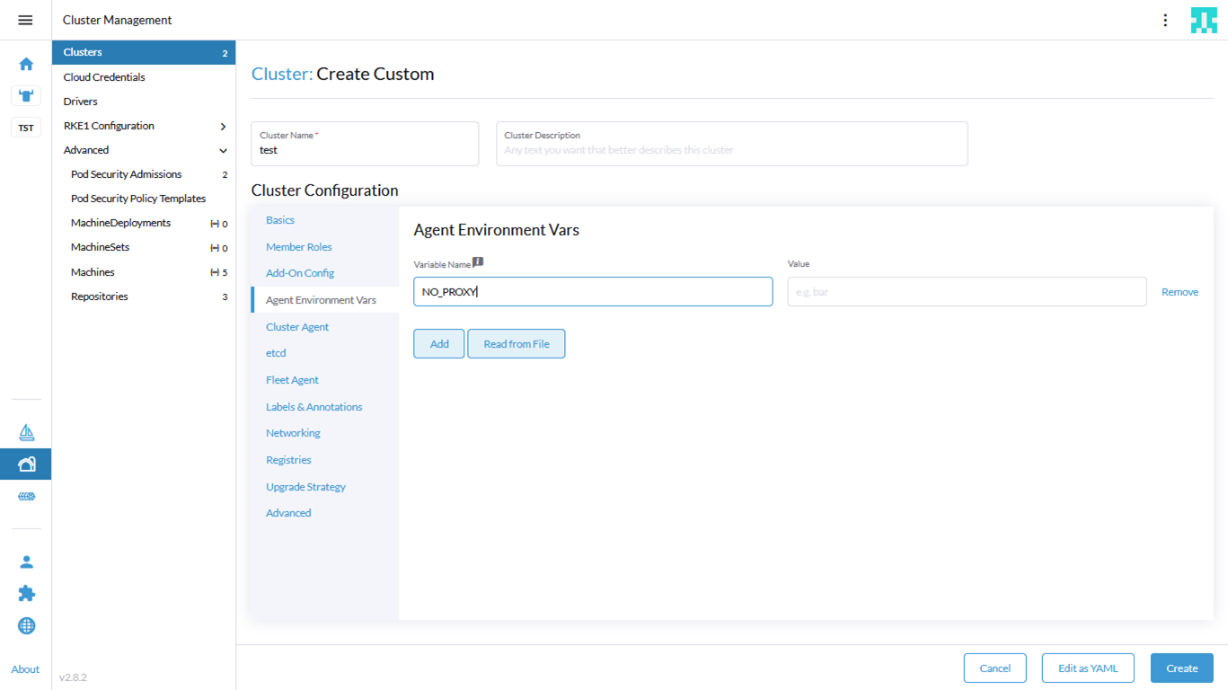 Cluster Management
Clusters 2
Cloud Credentials
Drivers
RKE1 Configuration
Advanced
Pod Security Admissions 2
Pod Security Policy Templates
MachineDeployments 0
MachineSets 0
Machines 5
Repositories 3
TST
About
v2.8.2
Cluster: Create Custom
Cluster Name *
test
Cluster Description
Any text you want that better describes this cluster
Cluster Configuration
Basics
Member Roles
Add-On Config
Agent Environment Vars
Cluster Agent
etcd
Fleet Agent
Labels & Annotations
Networking
Registries
Upgrade Strategy
Advanced
Agent Environment Vars
Variable Name
Value
NO_PROXY
e.g. bar
Remove
Add
Read from File
Cancel
Edit as YAML
Create